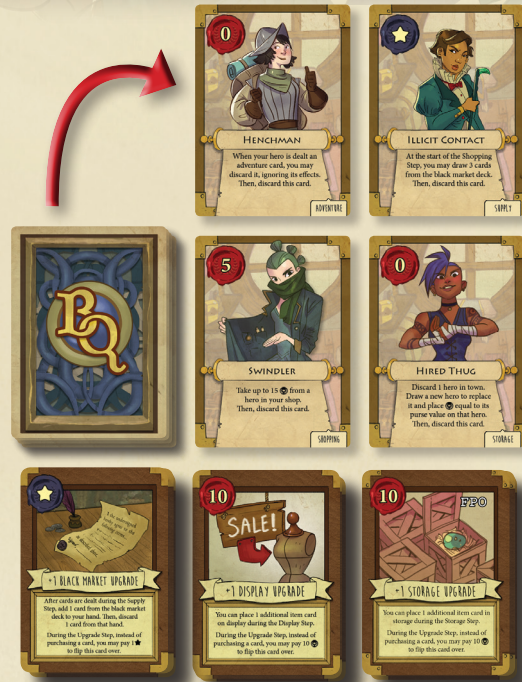 0
HENCHMAN
When your hero is dealt an
adventure card, you may
discard it, ignoring its effects.
Then, discard this card.
ADVENTURE
ILLICIT CONTACT
At the start of the Shopping
Step, you may draw 3 cards
from the black market deck.
Then, discard this card.
SUPPLY
BQ
5
SWINDLER
Take up to 15 from a
hero in your shop.
Then, discard this card.
SHOPPING
0
HIRED THUG
Discard 1 hero in town.
Draw a new hero to replace
it and place equal to its
purse value on that hero.
Then, discard this card.
STORAGE
+1 BLACK MARKET UPGRADE
After cards are dealt during the Supply
Step, add 1 card from the black market
deck to your hand. Then, discard
1 card from that hand.
During the Upgrade Step, instead of
purchasing a card, you may pay 1★
to flip this card over.
10
SALE!
+1 DISPLAY UPGRADE
You can place 1 additional item card
on display during the Display Step.
During the Upgrade Step, instead of
purchasing a card, you may pay 10
to flip this card over.
10
FPO
+1 STORAGE UPGRADE
You can place 1 additional item card in
storage during the Storage Step.
During the Upgrade Step, instead of
purchasing a card, you may pay 10
to flip this card over.